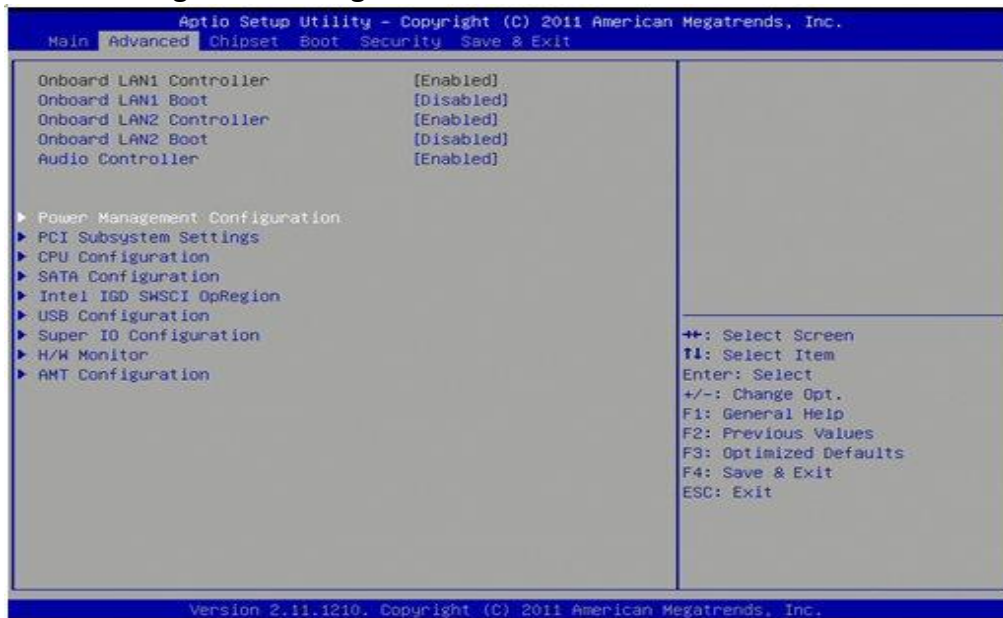 Aptio Setup Utility - Copyright (C) 2011 American Megatrends, Inc.
Main Advanced Chipset Boot Security Save & Exit
Onboard LAN1 Controller [Enabled]
Onboard LAN1 Boot [Disabled]
Onboard LAN2 Controller [Enabled]
Onboard LAN2 Boot [Disabled]
Audio Controller [Enabled]
Power Management Configuration
PCI Subsystem Settings
CPU Configuration
SATA Configuration
Intel IGD SWSCI OpRegion
USB Configuration
Super IO Configuration
H/W Monitor
AMT Configuration
→←: Select Screen
↑↓: Select Item
Enter: Select
+/-: Change Opt.
F1: General Help
F2: Previous Values
F3: Optimized Defaults
F4: Save & Exit
ESC: Exit
Version 2.11.1210. Copyright (C) 2011 American Megatrends, Inc.